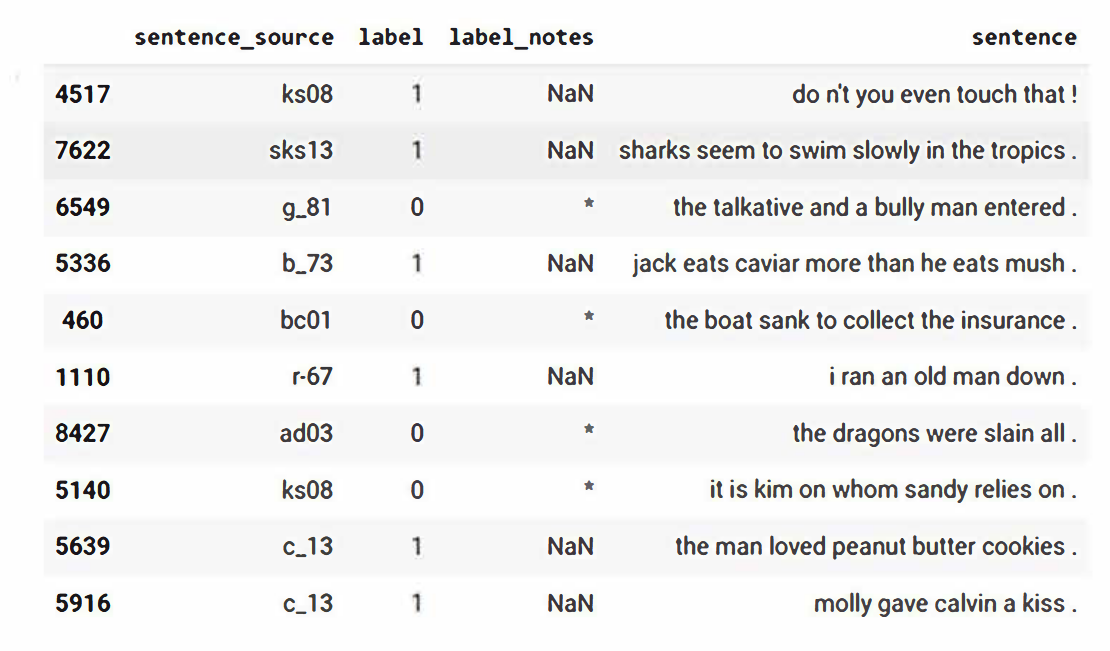 sentence_source label label_notes sentence
4517 ks08 1 NaN do n't you even touch that !
7622 sks13 1 NaN sharks seem to swim slowly in the tropics .
6549 g_81 0 * the talkative and a bully man entered .
5336 b_73 1 NaN jack eats caviar more than he eats mush .
460 bc01 0 * the boat sank to collect the insurance .
1110 r-67 1 NaN i ran an old man down .
8427 ad03 0 * the dragons were slain all .
5140 ks08 0 * it is kim on whom sandy relies on .
5639 c_13 1 NaN the man loved peanut butter cookies .
5916 c_13 1 NaN molly gave calvin a kiss .